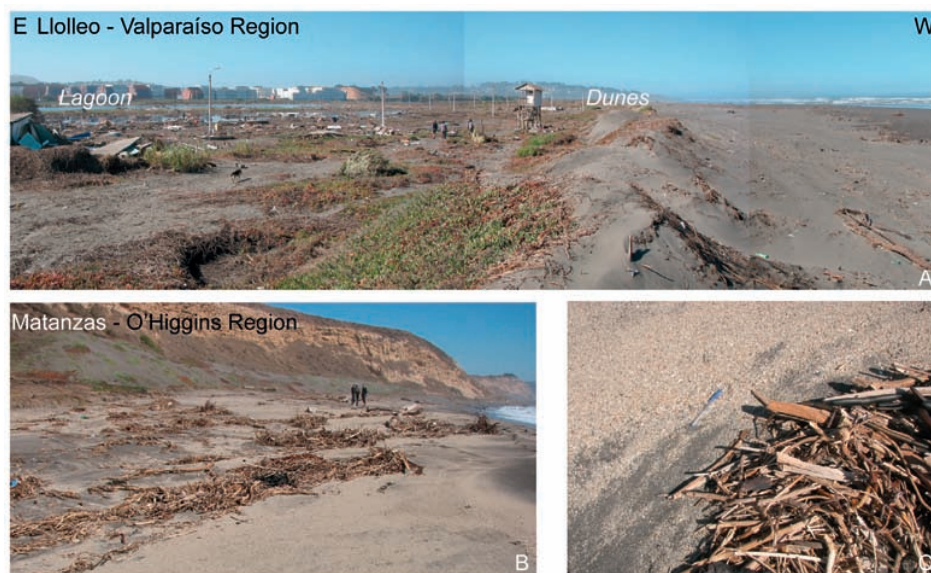 E Llolleo - Valparaíso Region
W
Lagoon
Dunes
A
Matanzas - O'Higgins Region
B
C